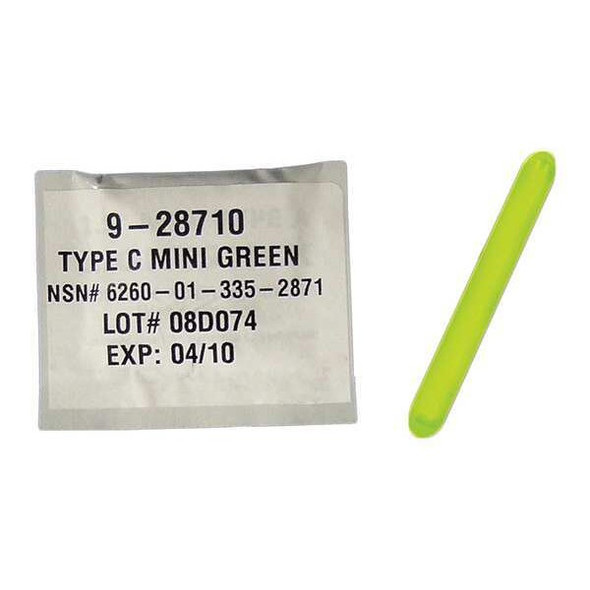 9-28710
TYPE C MINI GREEN
NSN# 6260-01-335-2871
LOT# 08D074
EXP: 04/10